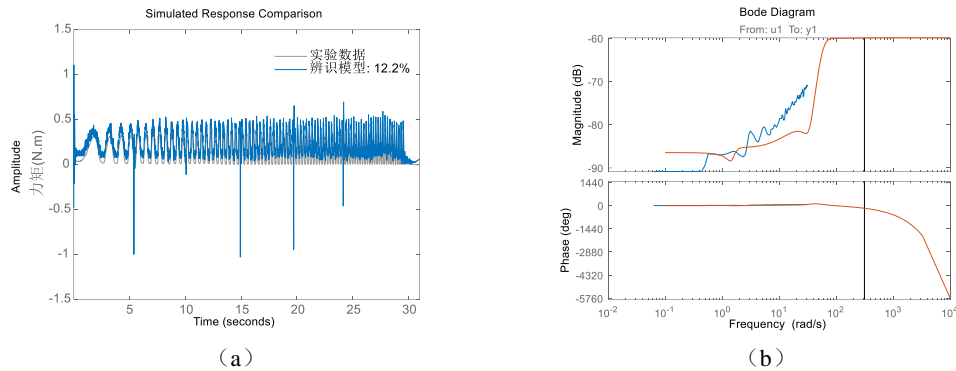 Simulated Response Comparison
1.5
1
0.5
0
-0.5
-1
-1.5
Amplitude
力矩(N.m)
实验数据
辨识模型: 12.2%
5
10
15
20
25
30
Time (seconds)
(a)
Bode Diagram
From: u1 To: y1
-60
-70
-80
-90
Magnitude (dB)
1440
0
-1440
-2880
-4320
-5760
Phase (deg)
10⁻²
10⁻¹
10⁰
10¹
10²
10³
Frequency (rad/s)
(b)